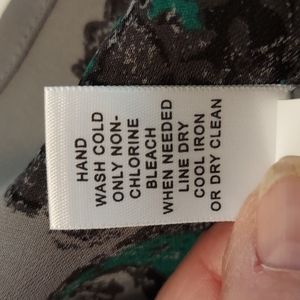 HAND
WASH COLD
ONLY NON-
CHLORINE
BLEACH
WHEN NEEDED
LINE DRY
COOL IRON
OR DRY CLEAN